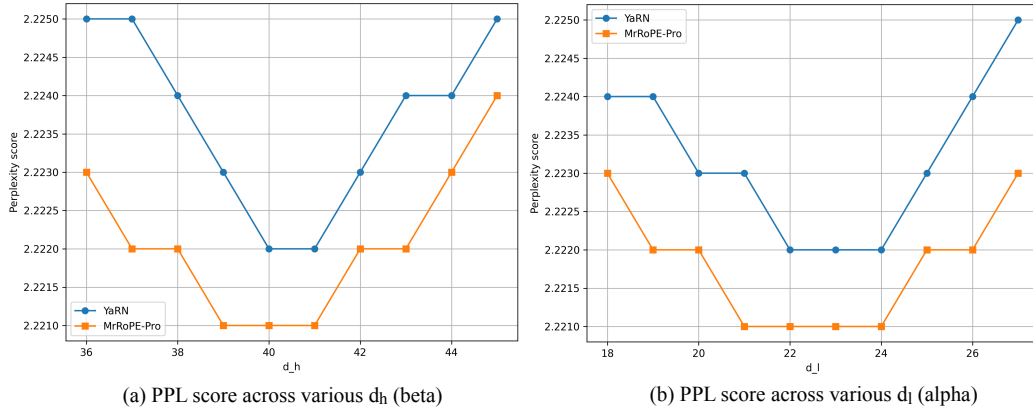 2.2250
2.2245
2.2240
2.2235
2.2230
2.2225
2.2220
2.2215
2.2210
Perplexity score
YaRN
MrRoPE-Pro
36 38 40 42 44
d_h
(a) PPL score across various dh (beta)
2.2250
2.2245
2.2240
2.2235
2.2230
2.2225
2.2220
2.2215
2.2210
Perplexity score
YaRN
MrRoPE-Pro
18 20 22 24 26
d_l
(b) PPL score across various dl (alpha)